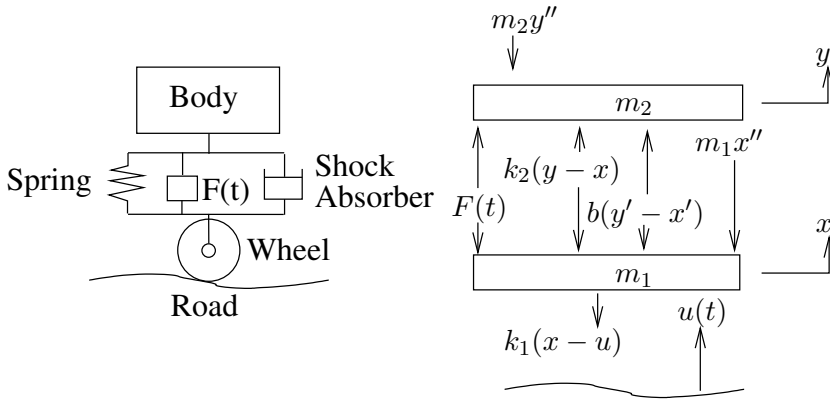 Body
Spring
F(t)
Shock
Absorber
Wheel
Road
m₂y″
y
m₂
k₂(y − x)
m₁x″
F(t)
b(y′ − x′)
x
m₁
k₁(x − u)
u(t)